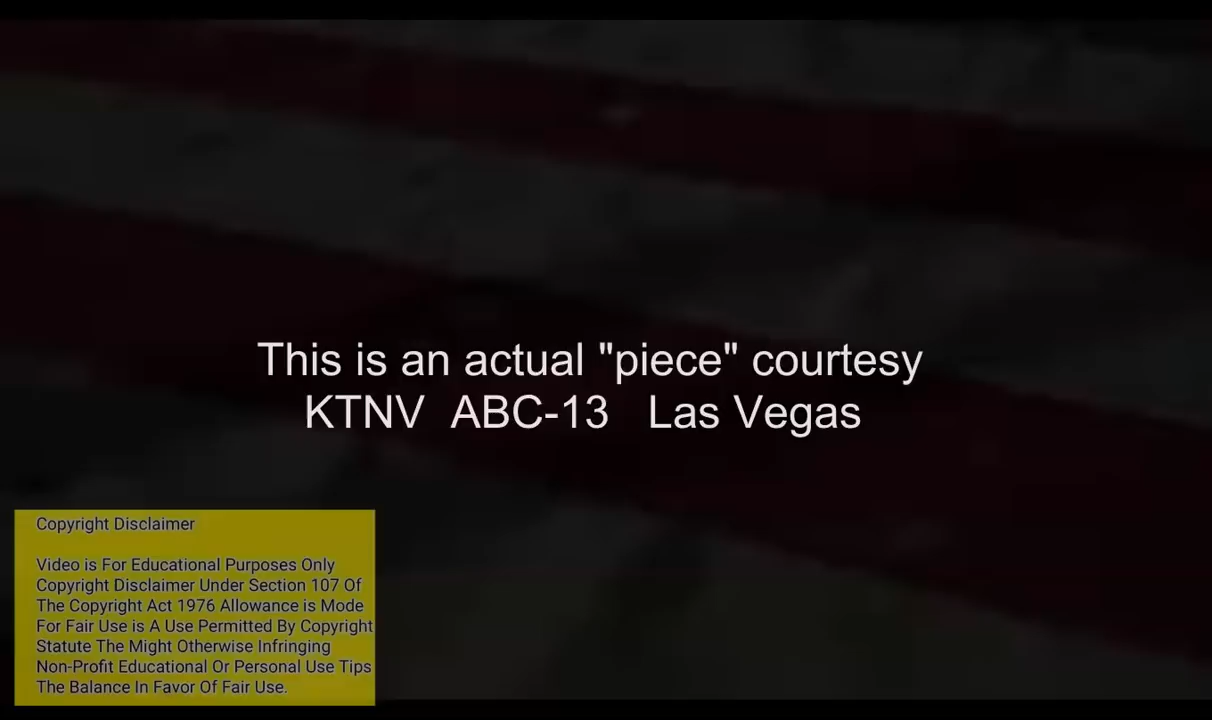 This is an actual "piece" courtesy
KTNV ABC-13 Las Vegas
Copyright Disclaimer
Video is For Educational Purposes Only
Copyright Disclaimer Under Section 107 Of
The Copyright Act 1976 Allowance is Mode
For Fair Use is A Use Permitted By Copyright
Statute The Might Otherwise Infringing
Non-Profit Educational Or Personal Use Tips
The Balance In Favor Of Fair Use.